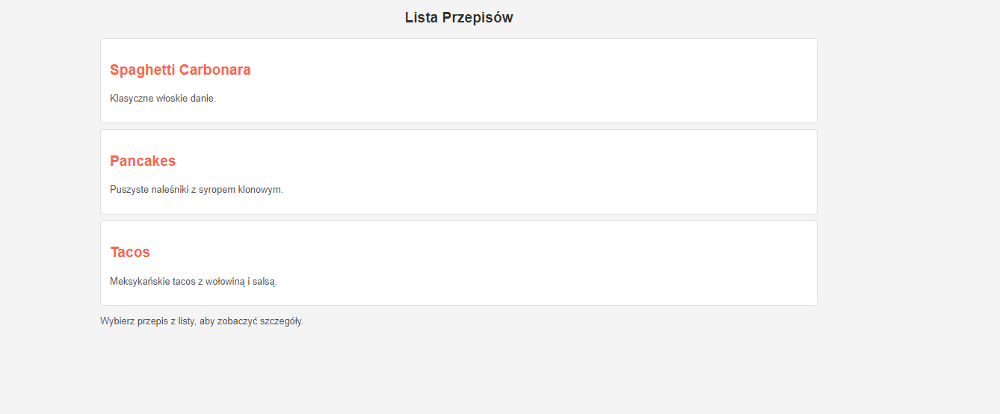 Lista Przepisów
Spaghetti Carbonara
Klasyczne włoskie danie.
Pancakes
Puszyste naleśniki z syropem klonowym.
Tacos
Meksykańskie tacos z wołowiną i salsą.
Wybierz przepis z listy, aby zobaczyć szczegóły.